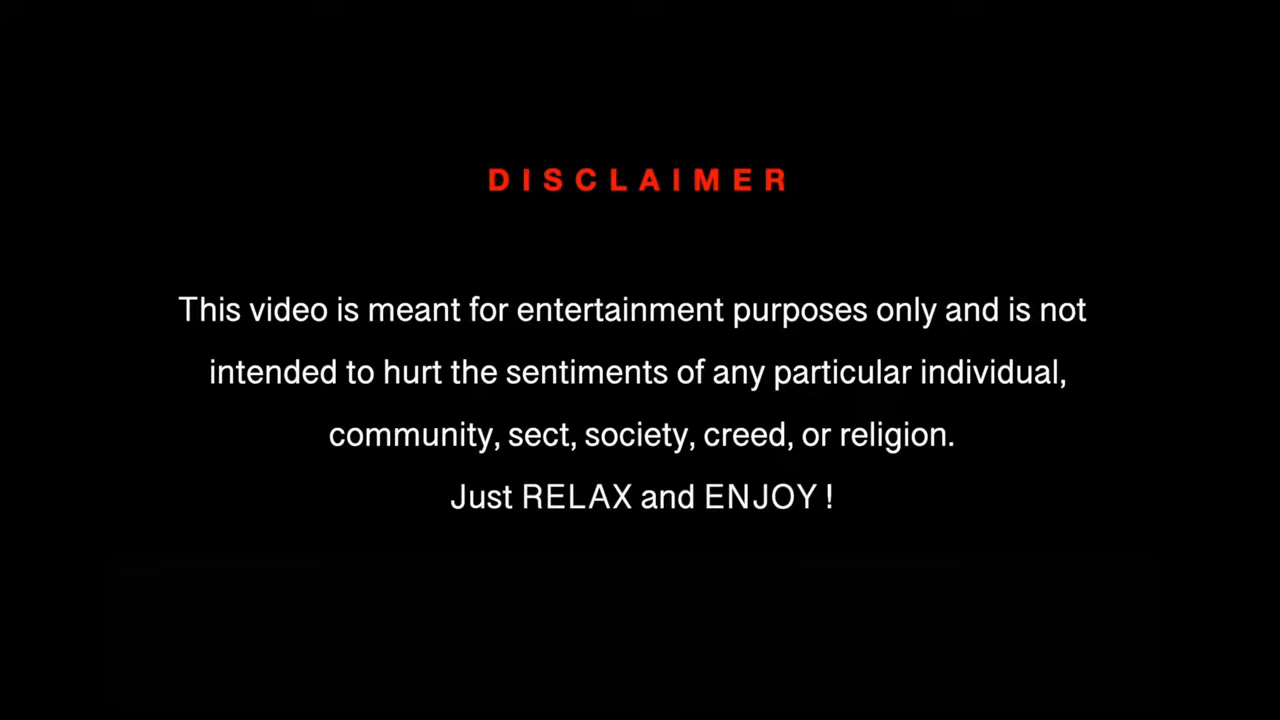 DISCLAIMER
This video is meant for entertainment purposes only and is not
intended to hurt the sentiments of any particular individual,
community, sect, society, creed, or religion.
Just RELAX and ENJOY !